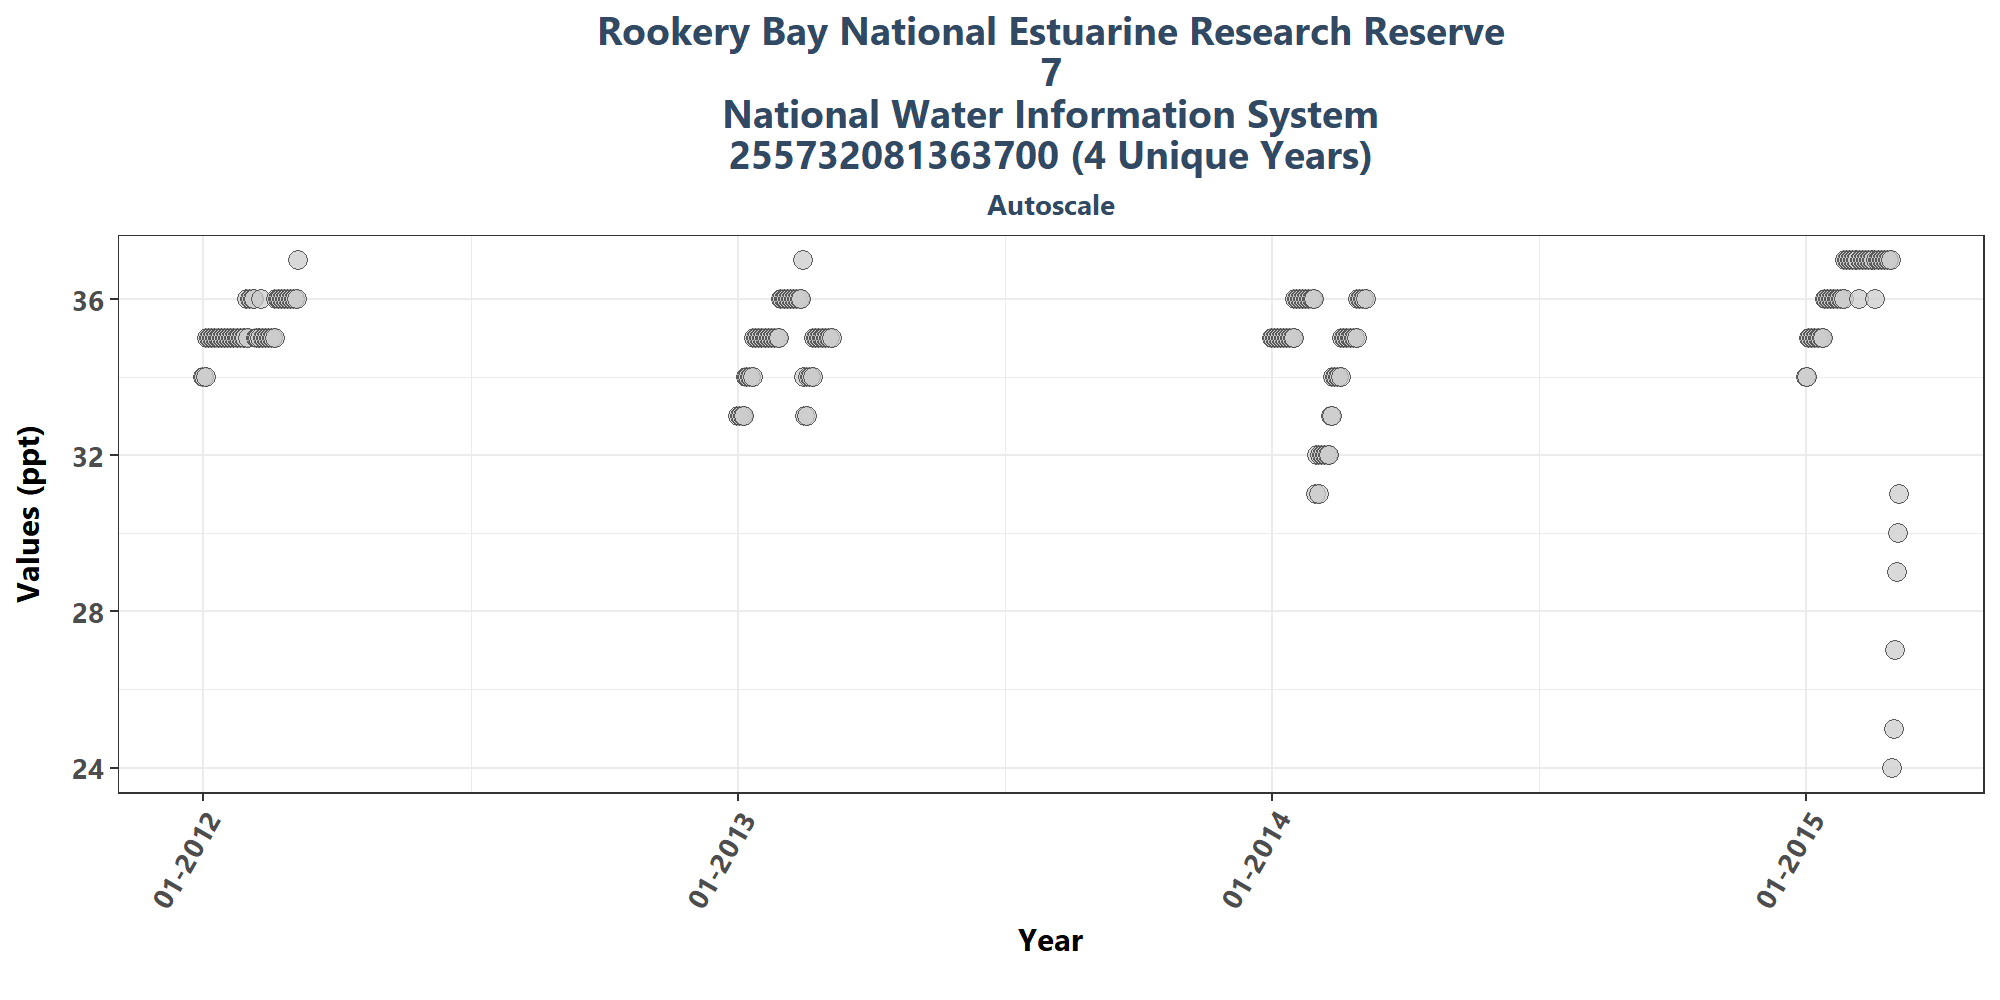 Rookery Bay National Estuarine Research Reserve
7
National Water Information System
255732081363700 (4 Unique Years)
Autoscale
Values (ppt)
36
32
28
24
01-2012
01-2013
01-2014
01-2015
Year